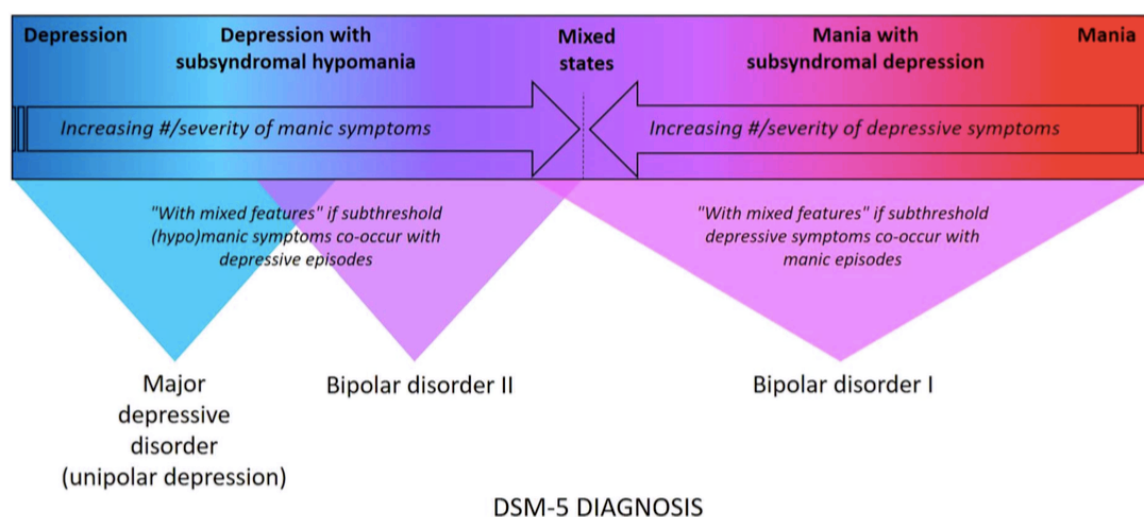 Depression
Depression with
subsyndromal hypomania
Mixed
states
Mania with
subsyndromal depression
Mania
Increasing #/severity of manic symptoms
Increasing #/severity of depressive symptoms
"With mixed features" if subthreshold
(hypo)manic symptoms co-occur with
depressive episodes
"With mixed features" if subthreshold
depressive symptoms co-occur with
manic episodes
Major
depressive
disorder
(unipolar depression)
Bipolar disorder II
Bipolar disorder I
DSM-5 DIAGNOSIS